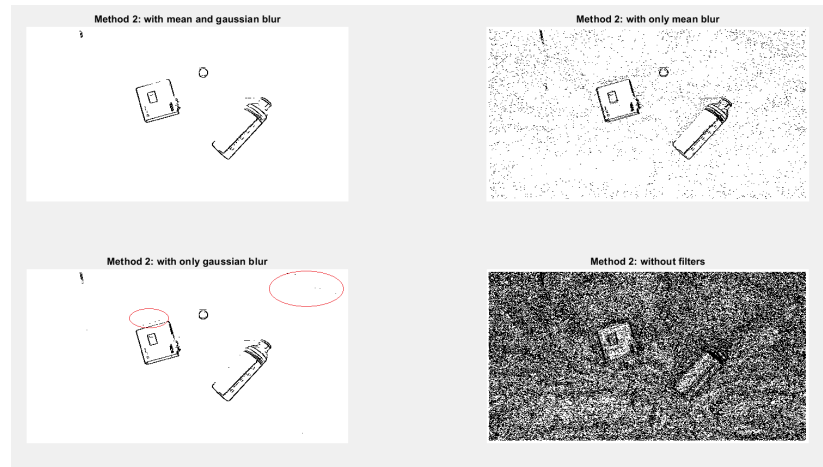 Method 2: with mean and gaussian blur
Method 2: with only mean blur
Method 2: with only gaussian blur
Method 2: without filters